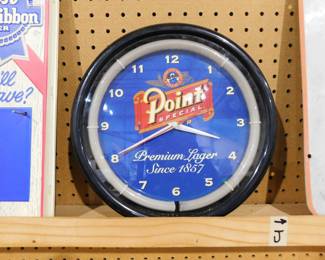 Ribbon
12
11
1
10
2
9
3
8
4
7
5
6
Point
SPECIAL
Premium Lager
Since 1857
J